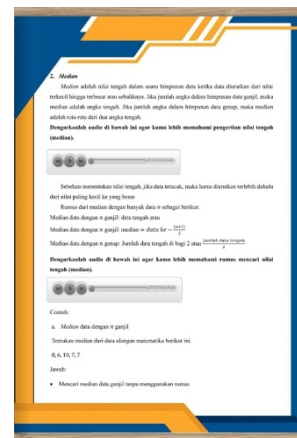 2. Median
Median adalah nilai tengah dalam suatu himpunan data ketika data diurutkan dari nilai
terkecil hingga terbesar atau sebaliknya. Jika jumlah angka dalam himpunan data ganjil, maka
median adalah angka tengah. Jika jumlah angka dalam himpunan data genap, maka median
adalah rata-rata dari dua angka tengah.
Dengarkanlah audio di bawah ini agar kamu lebih memahami pengertian nilai tengah
(median).
Sebelum menentukan nilai tengah, jika data teracak, maka harus diurutkan terlebih dahulu
dari nilai paling kecil ke yang besar.
Rumus dari median dengan banyak data n sebagai berikut:
Median data dengan n ganjil: data tengah atau
Median data dengan n ganjil: median = data ke − (n+1)/2
Median data dengan n genap: Jumlah data tengah di bagi 2 atau jumlah data tengah/2
Dengarkanlah audio di bawah ini agar kamu lebih memahami rumus mencari nilai
tengah (median).
Contoh:
a. Median data dengan n ganjil
Tentukan median dari data ulangan matematika berikut ini.
8, 6, 10, 7, 7
Jawab:
• Mencari median data ganjil tanpa menggunakan rumus